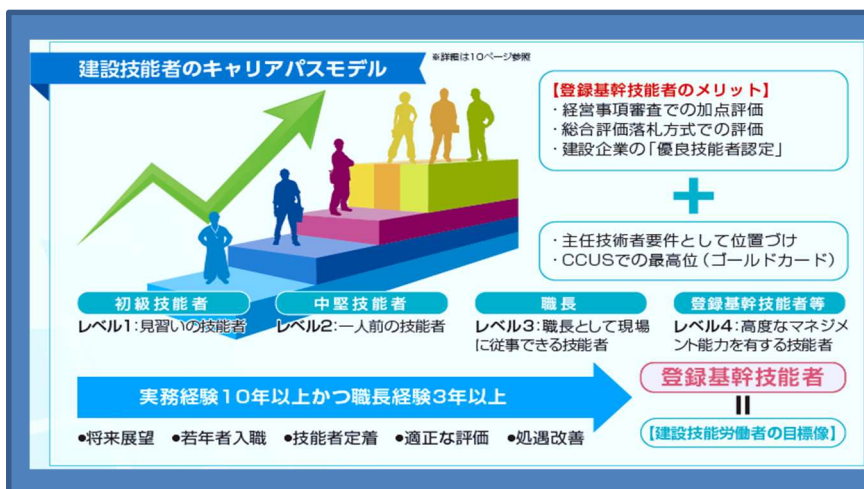 建設技能者のキャリアパスモデル
※詳細は10ページ参照
【登録基幹技能者のメリット】
・経営事項審査での加点評価
・総合評価落札方式での評価
・建設企業の「優良技能者認定」
+
・主任技術者要件として位置づけ
・CCUSでの最高位（ゴールドカード）
初級技能者
レベル1：見習いの技能者
中堅技能者
レベル2：一人前の技能者
職長
レベル3：職長として現場
に従事できる技能者
登録基幹技能者等
レベル4：高度なマネジメ
ント能力を有する技能者
実務経験10年以上かつ職長経験3年以上
登録基幹技能者
=
【建設技能労働者の目標像】
●将来展望 ●若年者入職 ●技能者定着 ●適正な評価 ●処遇改善